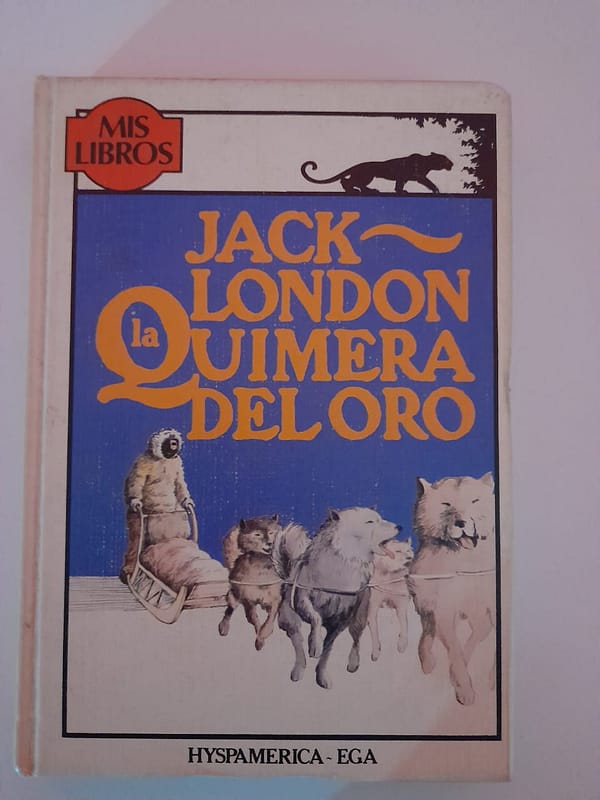 MIS
LIBROS
JACK
LONDON
la QUIMERA
DEL ORO
HYSPAMERICA - EGA